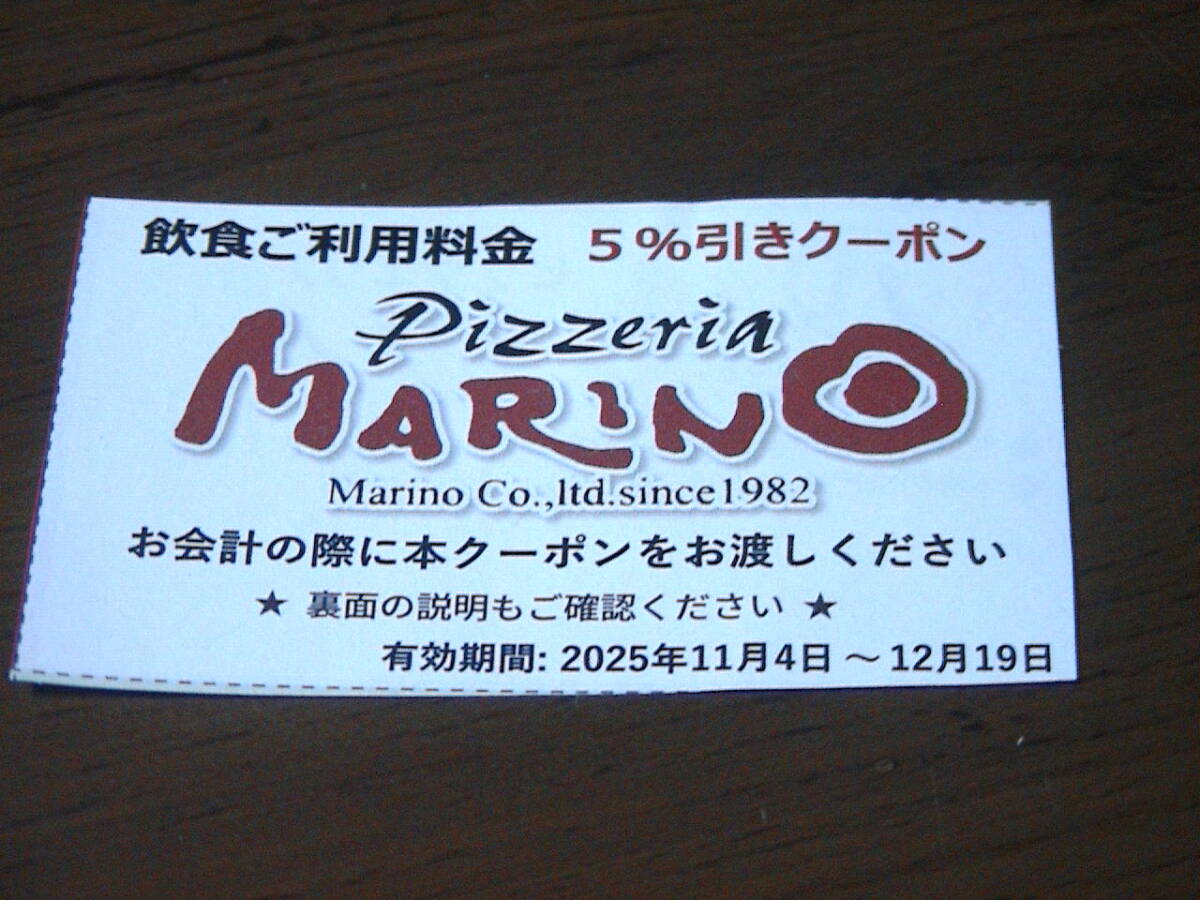 飲食ご利用料金 5%引きクーポン
Pizzeria
MARINO
Marino Co.,ltd.since1982
お会計の際に本クーポンをお渡しください
★ 裏面の説明もご確認ください ★
有効期間: 2025年11月4日 ～ 12月19日